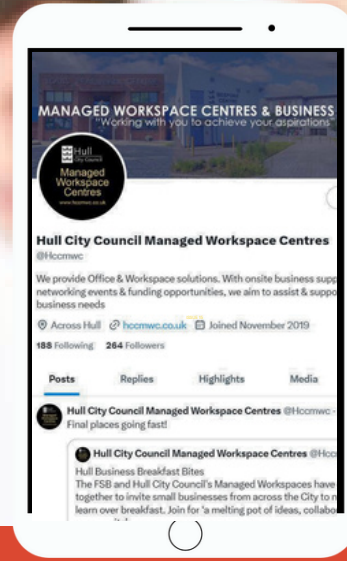 MANAGED WORKSPACE CENTRES & BUSINESS
"Working with you to achieve your aspirations"
Hull
City Council
Managed
Workspace
Centres
www.hccmwc.co.uk
Hull City Council Managed Workspace Centres
@Hccmwc
We provide Office & Workspace solutions. With onsite business supp
networking events & funding opportunities, we aim to assist & suppo
business needs
Across Hull hccmwc.co.uk Joined November 2019
188 Following 264 Followers
Posts Replies Highlights Media
Hull City Council Managed Workspace Centres @Hccmwc ·
Final places going fast!
Hull City Council Managed Workspace Centres @Hcc
Hull Business Breakfast Bites
The FSB and Hull City Council's Managed Workspaces have
together to invite small businesses from across the City to n
learn over breakfast. Join for 'a melting pot of ideas, collabo